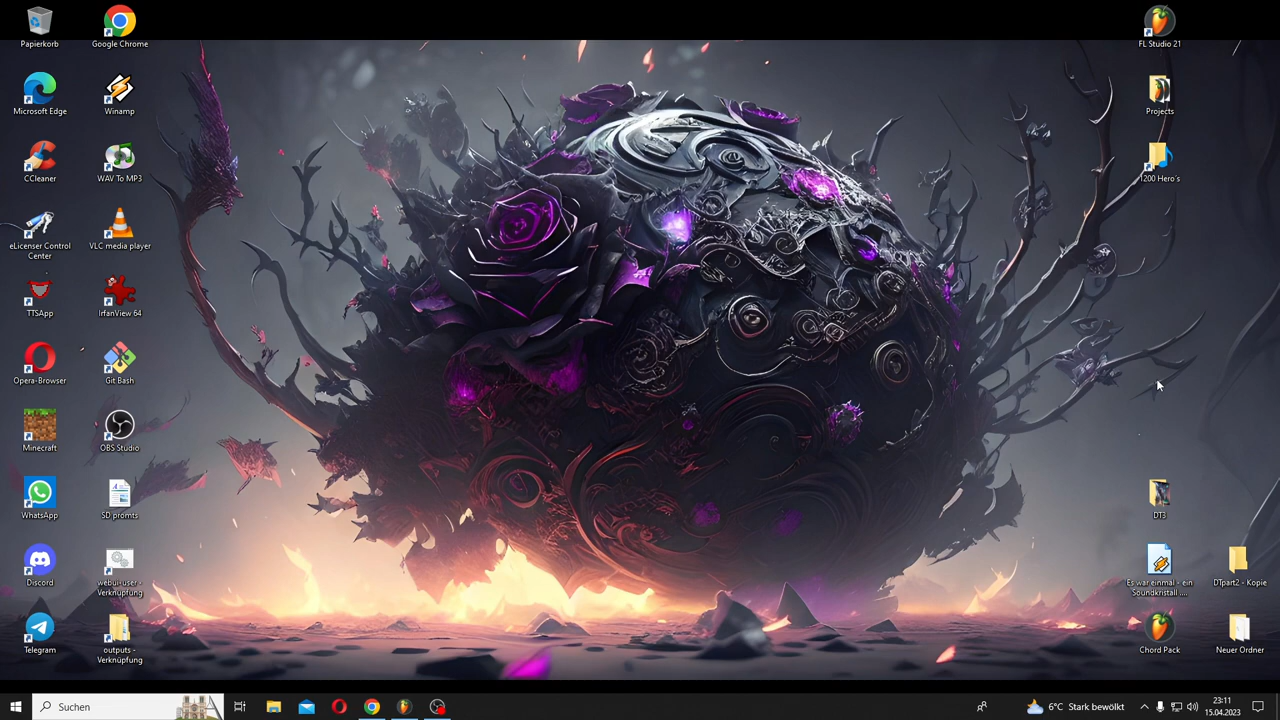 Papierkorb
Google Chrome
FL Studio 21
Microsoft Edge
Winamp
Projects
CCleaner
WAV To MP3
1200 Hero´s
eLicenser Control
Center
VLC media player
TTSApp
IrfanView 64
Opera-Browser
Git Bash
Minecraft
OBS Studio
WhatsApp
SD promts
DT3
Discord
webui-user -
Verknüpfung
Es war einmal - ein
Soundkristall ....
DTpart2 - Kopie
Telegram
outputs -
Verknüpfung
Chord Pack
Neuer Ordner
Suchen
6°C Stark bewölkt
23:11
15.04.2023